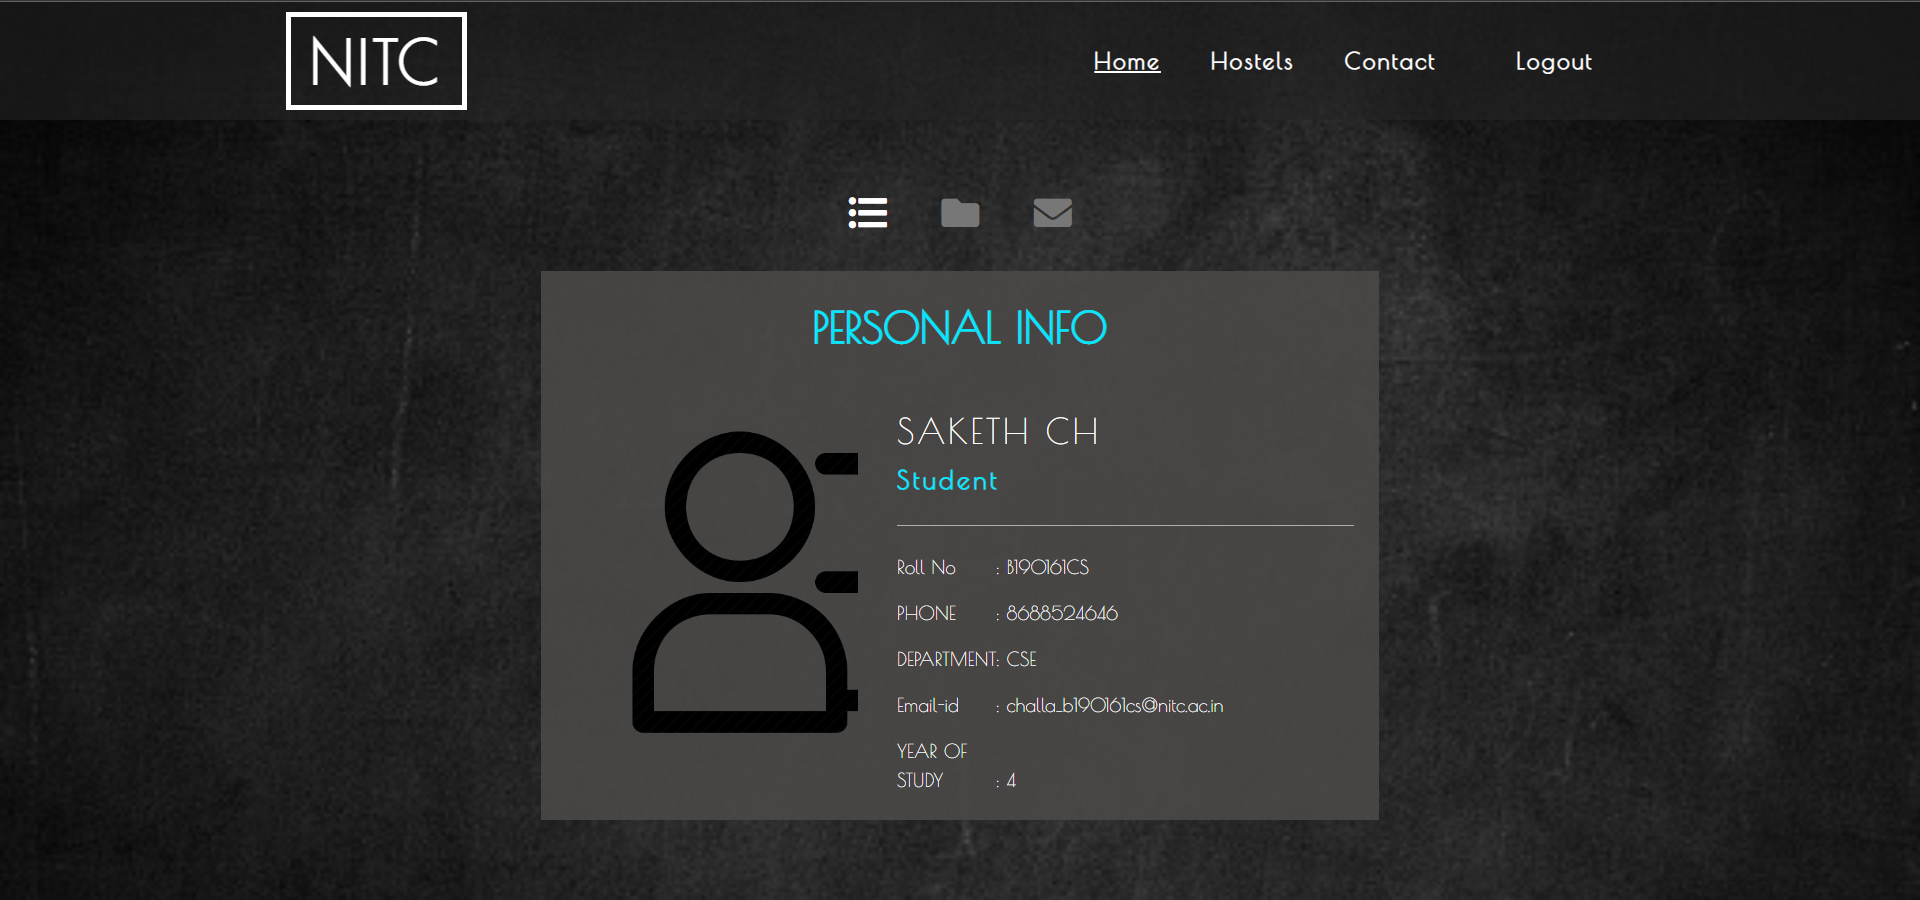 NITC
Home Hostels Contact Logout
PERSONAL INFO
SAKETH CH
Student
Roll No : B190161CS
PHONE : 8688524646
DEPARTMENT: CSE
Email-id : challa_b190161cs@nitc.ac.in
YEAR OF
STUDY : 4